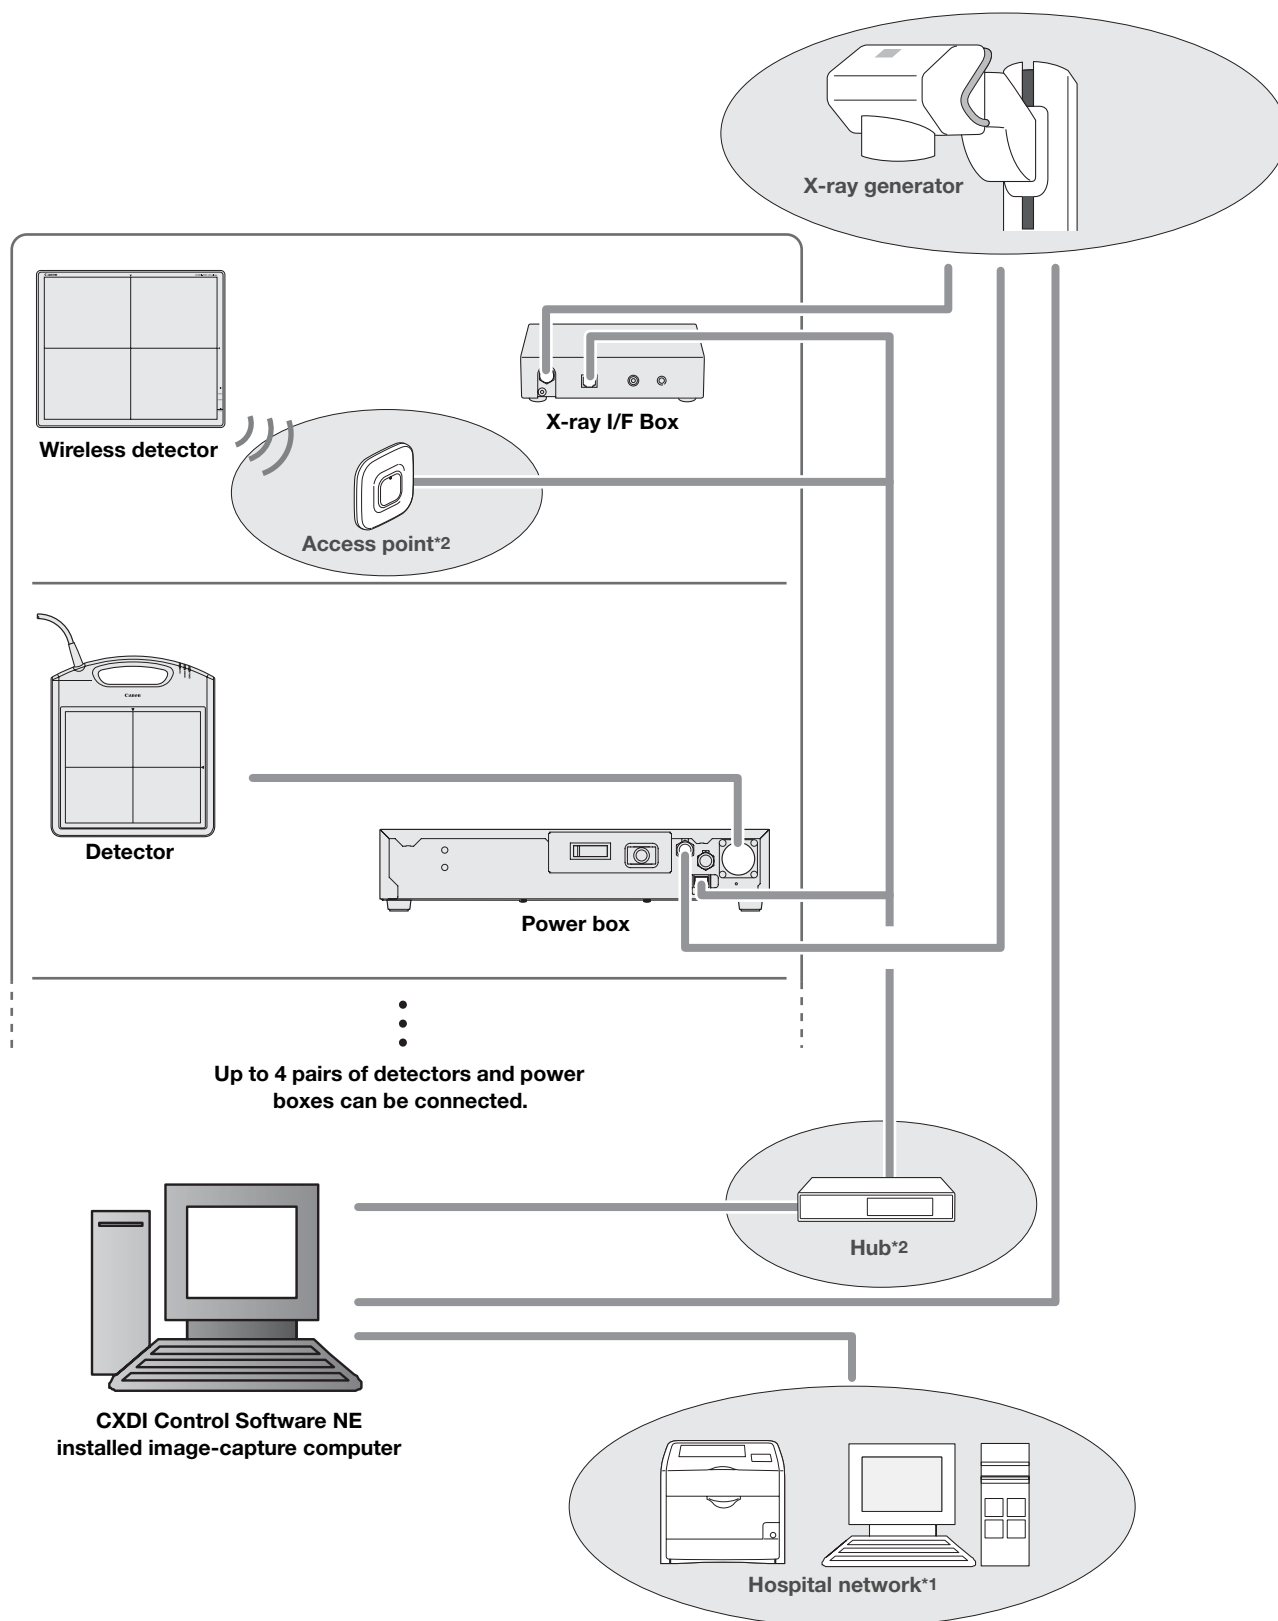 X-ray generator
Canon
X-ray I/F Box
Wireless detector
Access point*2
Canon
Detector
Power box
Up to 4 pairs of detectors and power
boxes can be connected.
Hub*2
CXDI Control Software NE
installed image-capture computer
Hospital network*1